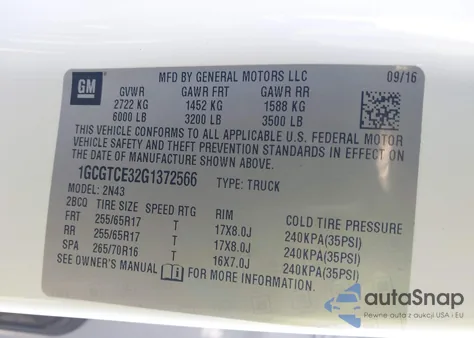 GM
MFD BY GENERAL MOTORS LLC 09/16
GVWR GAWR FRT GAWR RR
2722 KG 1452 KG 1588 KG
6000 LB 3200 LB 3500 LB
THIS VEHICLE CONFORMS TO ALL APPLICABLE U.S. FEDERAL MOTOR
VEHICLE SAFETY AND THEFT PREVENTION STANDARDS IN EFFECT ON
THE DATE OF MANUFACTURE SHOWN ABOVE.
1GCGTCE32G1372566 TYPE: TRUCK
2N43
2BCQ TIRE SIZE SPEED RTG RIM COLD TIRE PRESSURE
FRT 255/65R17 T 17X8.0J 240KPA(35PSI)
RR 255/65R17 T 17X8.0J 240KPA(35PSI)
SPA 265/70R16 T 16X7.0J 240KPA(35PSI)
SEE OWNER'S MANUAL FOR ADDITIONAL INFORMATION
autoSnap
Pewne auta z aukcji USA i EU